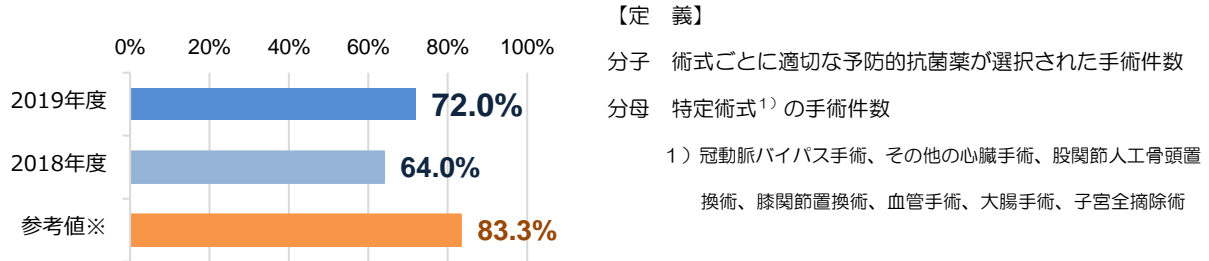 0% 20% 40% 60% 80% 100%
2019年度 72.0%
2018年度 64.0%
参考値※ 83.3%
【定　義】
分子　術式ごとに適切な予防的抗菌薬が選択された手術件数
分母　特定術式¹⁾の手術件数
１）冠動脈バイパス手術、その他の心臓手術、股関節人工骨頭置
換術、膝関節置換術、血管手術、大腸手術、子宮全摘除術